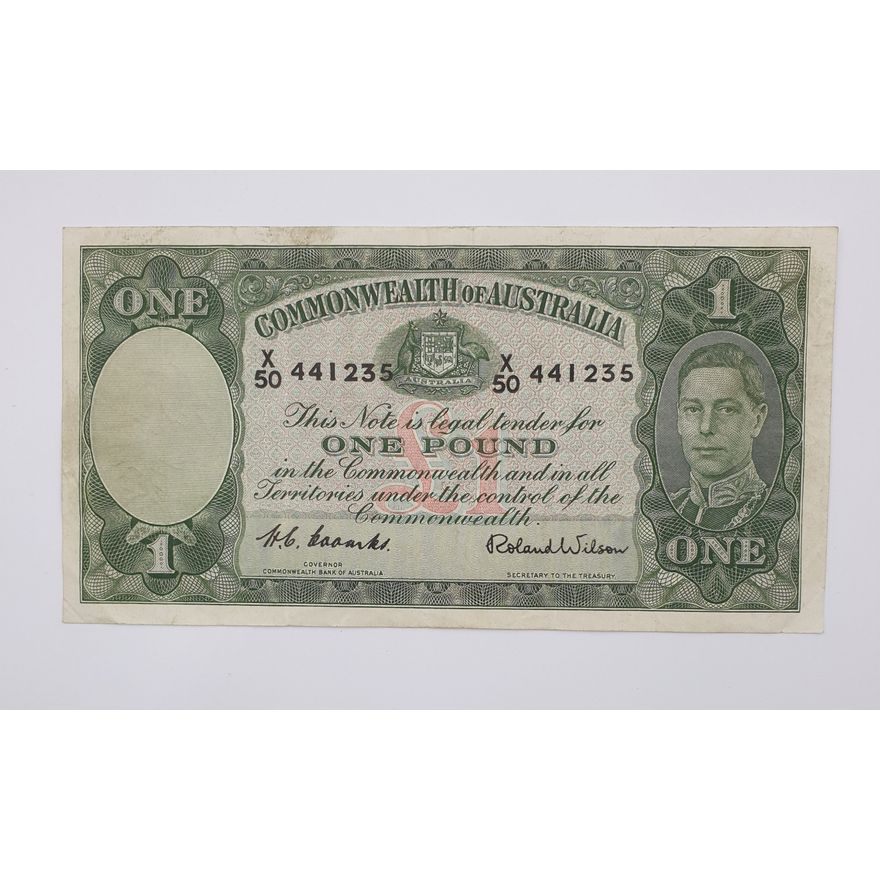 ONE
COMMONWEALTH OF AUSTRALIA
1
AUSTRALIA
X/50 441235 X/50 441235
This Note is legal tender for
ONE POUND
in the Commonwealth and in all
Territories under the control of the
Commonwealth.
£1
H.C. Coombs.
Roland Wilson
GOVERNOR
COMMONWEALTH BANK OF AUSTRALIA
SECRETARY TO THE TREASURY.
1
ONE